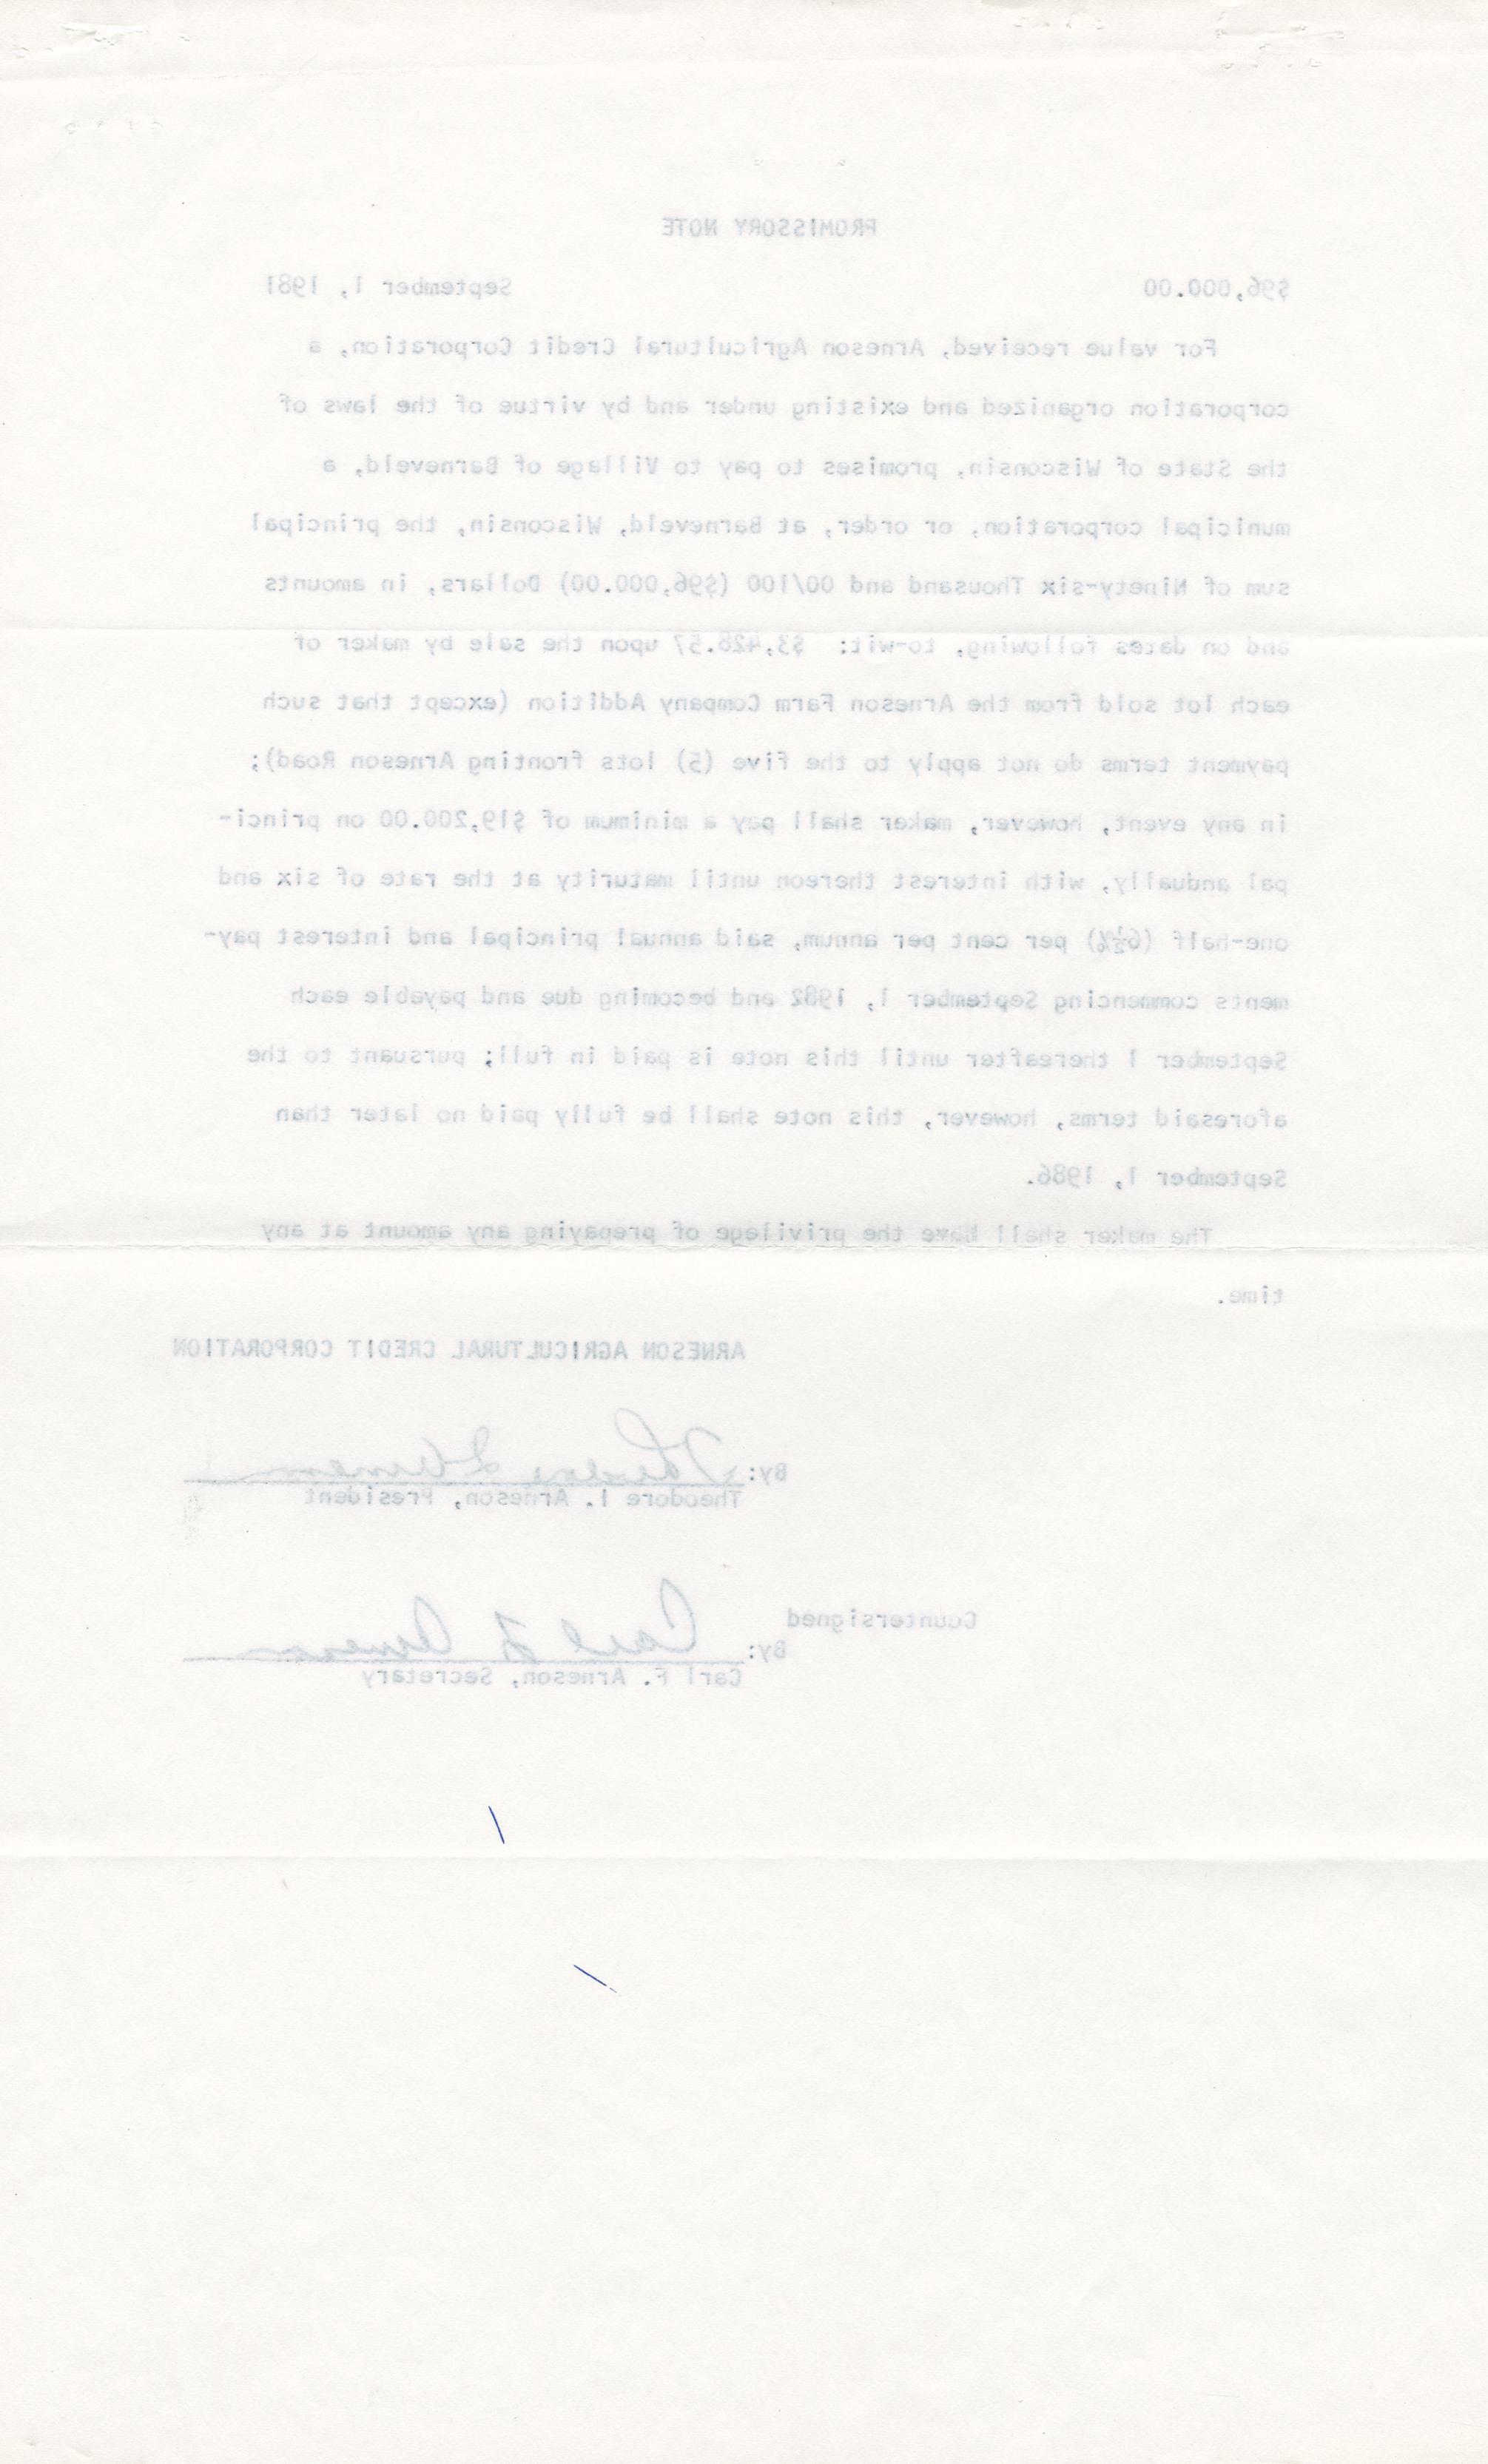 PROMISSORY NOTE
$96,000.00 September 1, 1981
For value received, Arneson Agricultural Credit Corporation, a
corporation organized and existing under and by virtue of the laws of
the State of Wisconsin, promises to pay to Village of Barneveld, a
municipal corporation, or order, at Barneveld, Wisconsin, the principal
sum of Ninety-six Thousand and 00/100 ($96,000.00) Dollars, in amounts
and on dates following, to-wit: $3,428.57 upon the sale by maker of
each lot sold from the Arneson Farm Company Addition (except that such
payment terms do not apply to the five (5) lots fronting Arneson Road);
in any event, however, maker shall pay a minimum of $19,200.00 on princi-
pal annually, with interest thereon until maturity at the rate of six and
one-half (6½%) per cent per annum, said annual principal and interest pay-
ments commencing September 1, 1982 and becoming due and payable each
September 1 thereafter until this note is paid in full; pursuant to the
aforesaid terms, however, this note shall be fully paid no later than
September 1, 1986.
The maker shall have the privilege of prepaying any amount at any
time.
ARNESON AGRICULTURAL CREDIT CORPORATION
By: Theodore I Arneson
Theodore I. Arneson, President
Countersigned
By: Carl F Arneson
Carl F. Arneson, Secretary